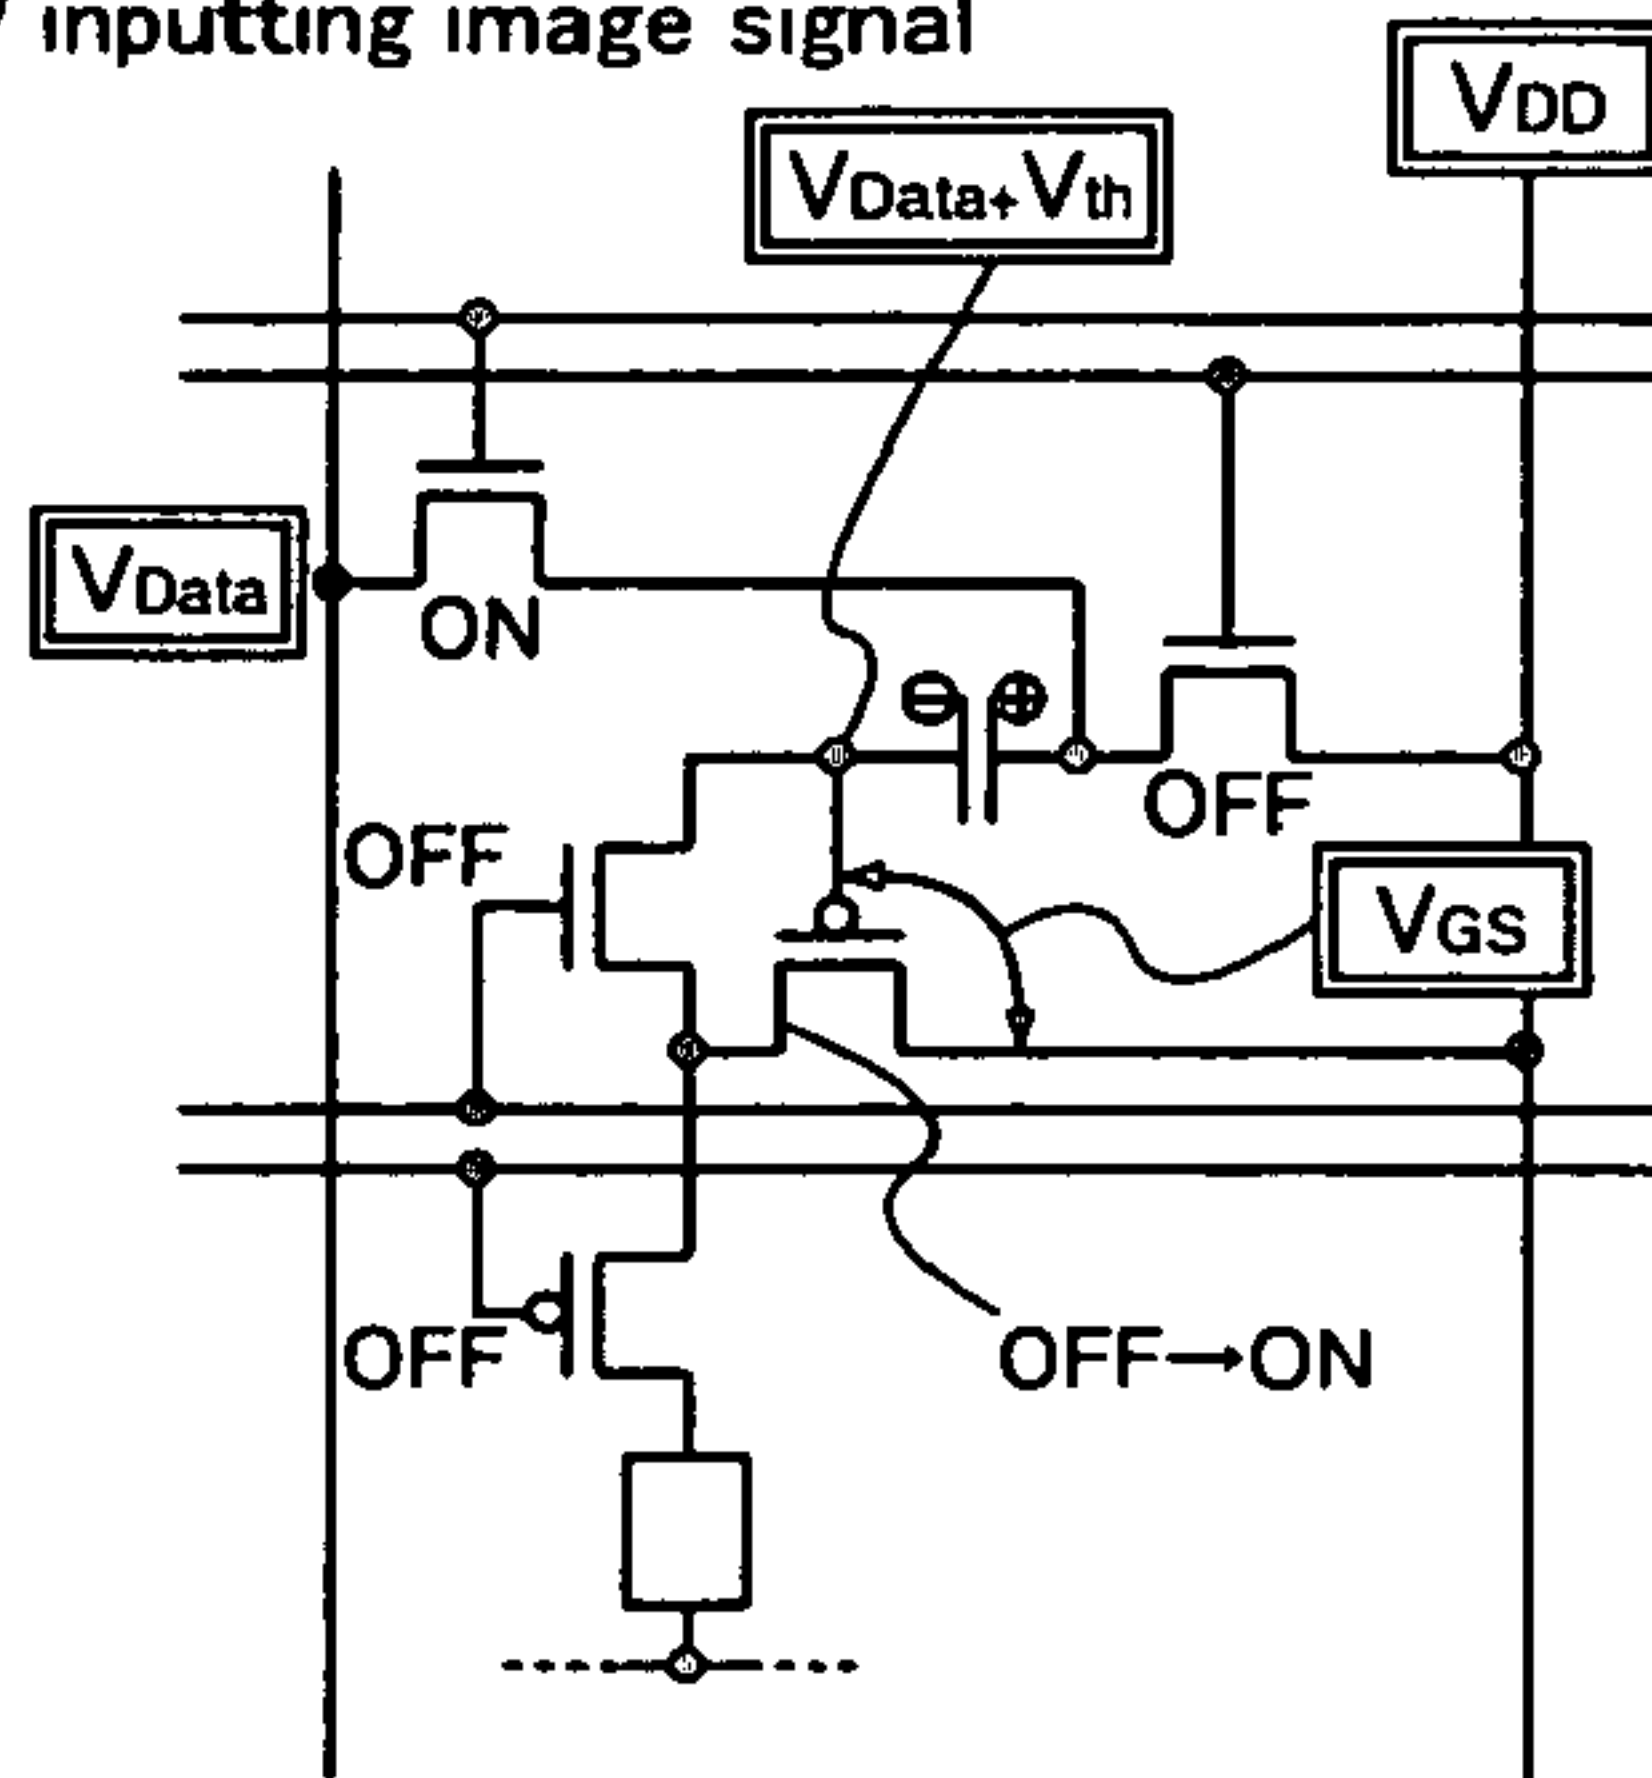 inputting image signal
VDD
VData+Vth
VData
ON
⊖ ⊕
OFF
OFF
VGS
OFF
OFF→ON